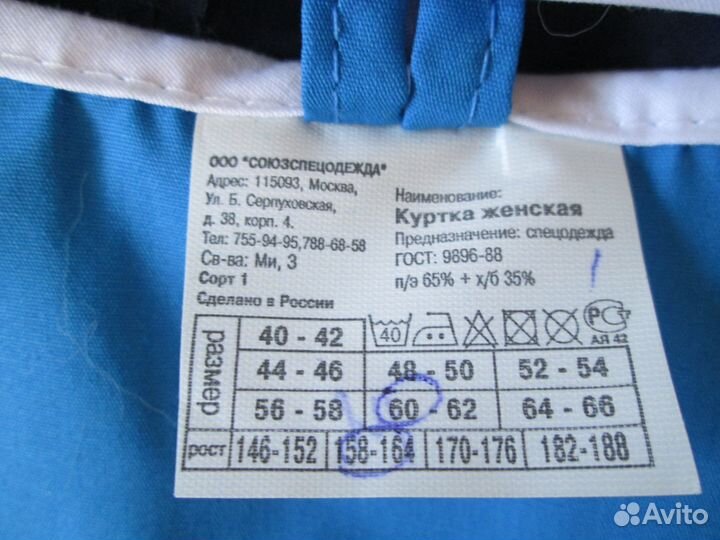 ООО "СОЮЗСПЕЦОДЕЖДА"
Адрес: 115093, Москва,
Ул. Б. Серпуховская,
д. 38, корп. 4.
Тел: 755-94-95,788-68-58
Св-ва: Ми, З
Сорт 1
Сделано в России
Наименование:
Куртка женская
Предназначение: спецодежда
ГОСТ: 9896-88
п/э 65% + х/б 35%
размер
40 - 42
40
РСТ
АЯ 42
44 - 46
48 - 50
52 - 54
56 - 58
60 - 62
64 - 66
рост
146-152
158-164
170-176
182-188
Avito